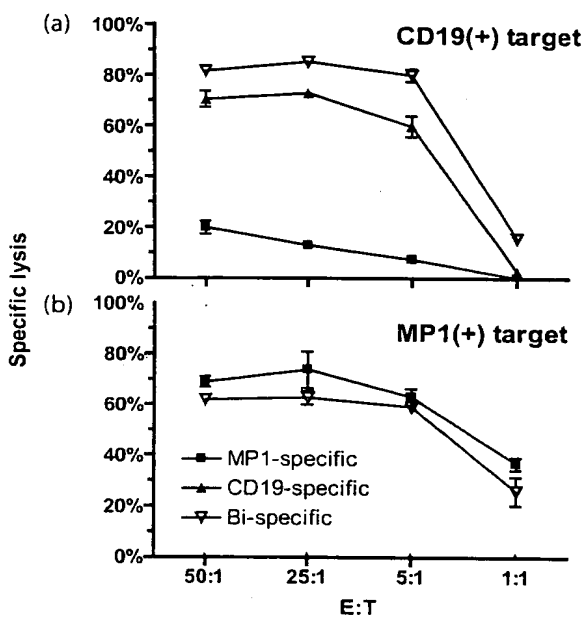 (a)
CD19(+) target
100%
80%
60%
40%
20%
0%
Specific lysis
(b)
MP1(+) target
100%
80%
60%
40%
20%
0%
MP1-specific
CD19-specific
Bi-specific
50:1 25:1 5:1 1:1
E:T